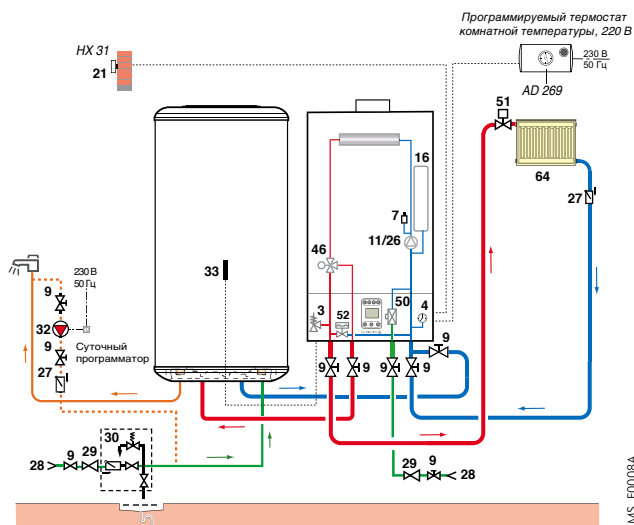 Программируемый термостат
комнатной температуры, 220 В
HX 31
21
230 В
50 Гц
AD 269
51
64
16
27
7
11/26
46
33
230 В
50 Гц
9
3
52
50
4
32
Суточный
программатор
9
9
27
9
9
9
9
30
28
9
29
29
9
28
MS_F0008A